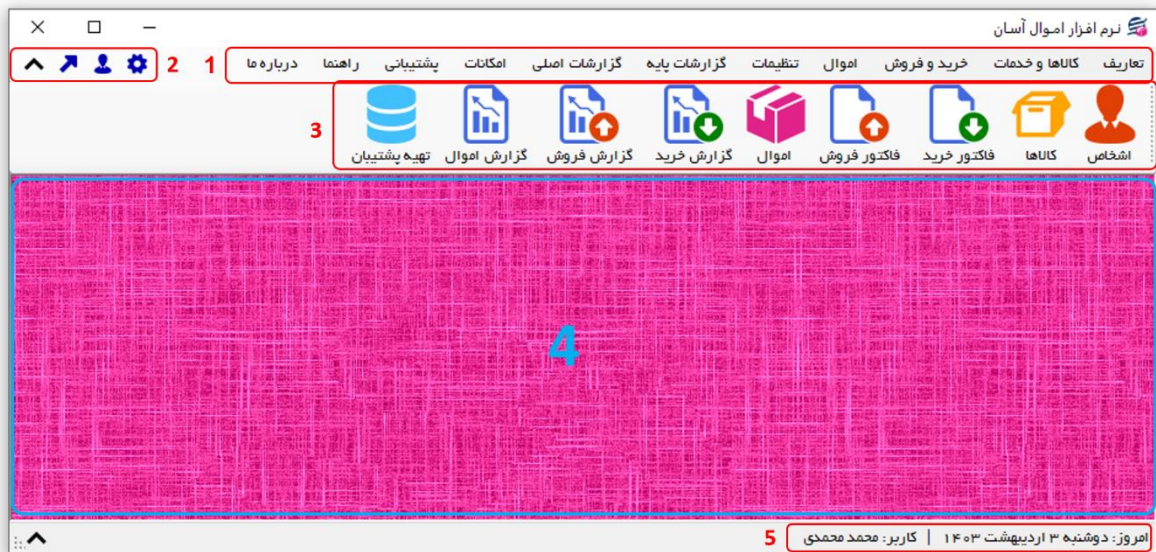 نرم افزار اموال آسان
تعاریف کالاها و خدمات خرید و فروش اموال تنظیمات گزارشات پایه گزارشات اصلی امکانات پشتیبانی راهنما درباره ما 1 2
3
اشخاص کالاها فاکتور خرید فاکتور فروش اموال گزارش خرید گزارش فروش گزارش اموال تهیه پشتیبان
4
امروز: دوشنبه ۳ اردیبهشت ۱۴۰۳ | کاربر: محمد محمدی 5